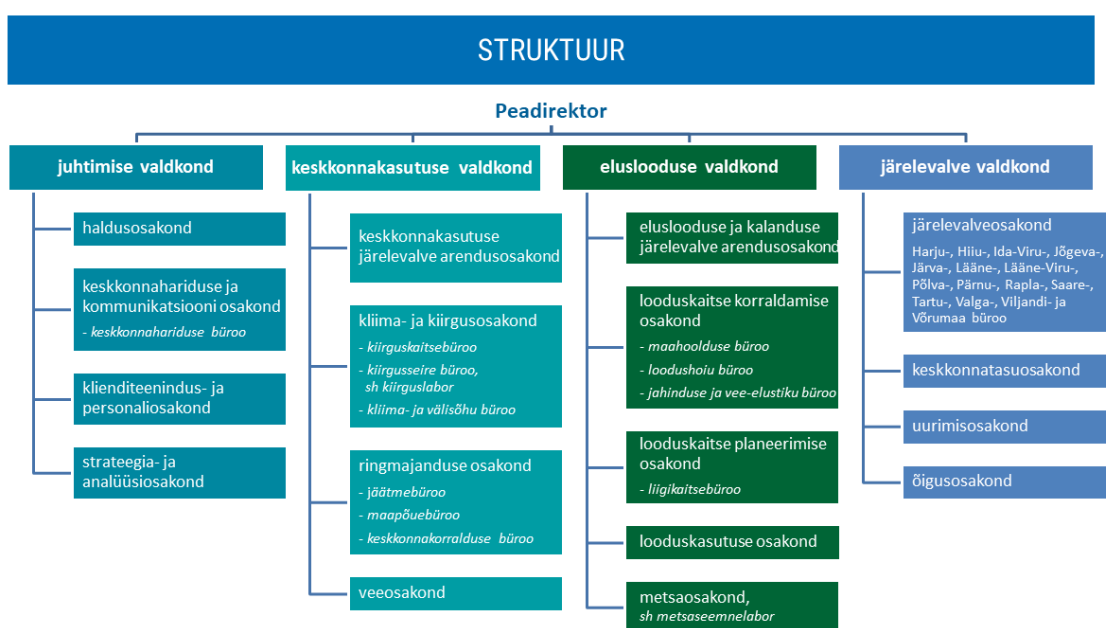 STRUKTUUR
Peadirektor
juhtimise valdkond
haldusosakond
keskkonnahariduse ja
kommunikatsiooni osakond
- keskkonnahariduse büroo
klienditeenindus- ja
personaliosakond
strateegia- ja
analüüsiosakond
keskkonnakasutuse valdkond
keskkonnakasutuse
järelevalve arendusosakond
kliima- ja kiirgusosakond
- kiirguskaitsebüroo
- kiirgusseire büroo,
sh kiirguslabor
- kliima- ja välisõhu büroo
ringmajanduse osakond
- jäätmebüroo
- maapõuebüroo
- keskkonnakorralduse büroo
veeosakond
eluslooduse valdkond
eluslooduse ja kalanduse
järelevalve arendusosakond
looduskaitse korraldamise
osakond
- maahoolduse büroo
- loodushoiu büroo
- jahinduse ja vee-elustiku büroo
looduskaitse planeerimise
osakond
- liigikaitsebüroo
looduskasutuse osakond
metsaosakond,
sh metsaseemnelabor
järelevalve valdkond
järelevalveosakond
Harju-, Hiiu-, Ida-Viru-, Jõgeva-,
Järva-, Lääne-, Lääne-Viru-,
Põlva-, Pärnu-, Rapla-, Saare-,
Tartu-, Valga-, Viljandi- ja
Võrumaa büroo
keskkonnatasuosakond
uurimisosakond
õigusosakond